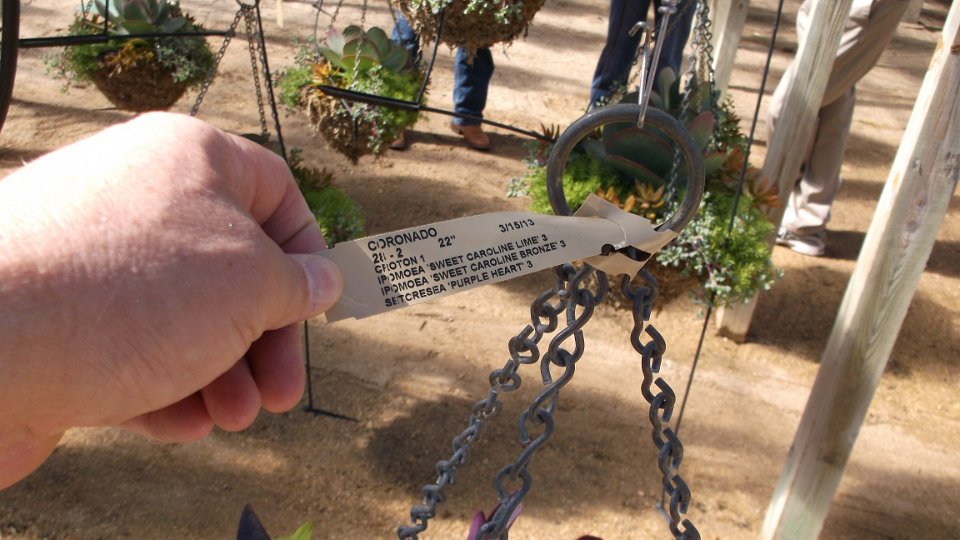 CORONADO 3/15/13
28 - 2 22"
CROTON 1
IPOMOEA 'SWEET CAROLINE LIME' 3
IPOMOEA 'SWEET CAROLINE BRONZE' 3
SETCRESEA 'PURPLE HEART' 3